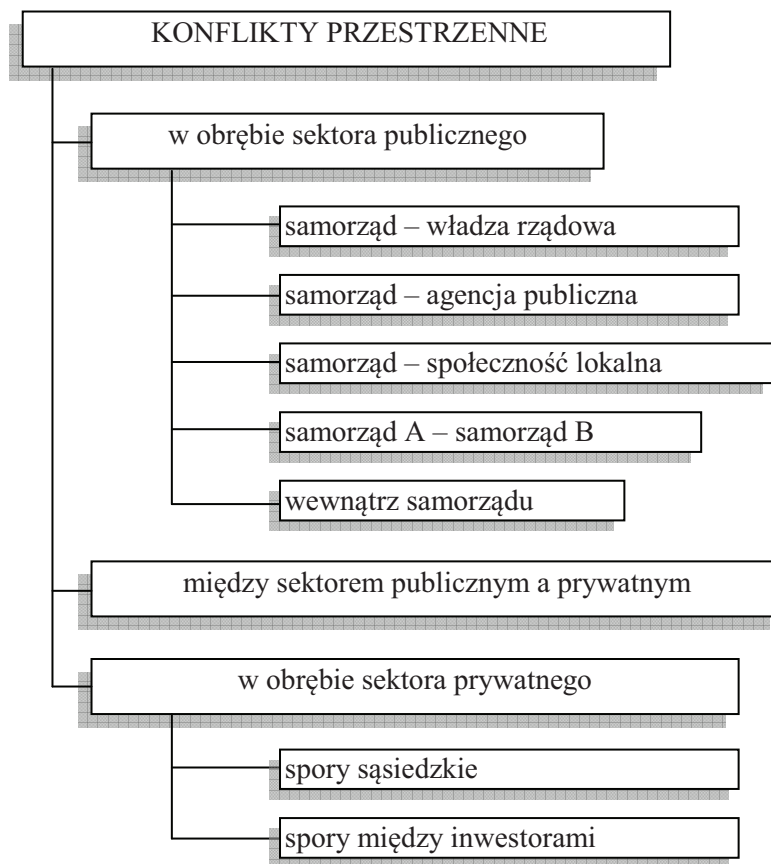 KONFLIKTY PRZESTRZENNE
w obrębie sektora publicznego
samorząd – władza rządowa
samorząd – agencja publiczna
samorząd – społeczność lokalna
samorząd A – samorząd B
wewnątrz samorządu
między sektorem publicznym a prywatnym
w obrębie sektora prywatnego
spory sąsiedzkie
spory między inwestorami